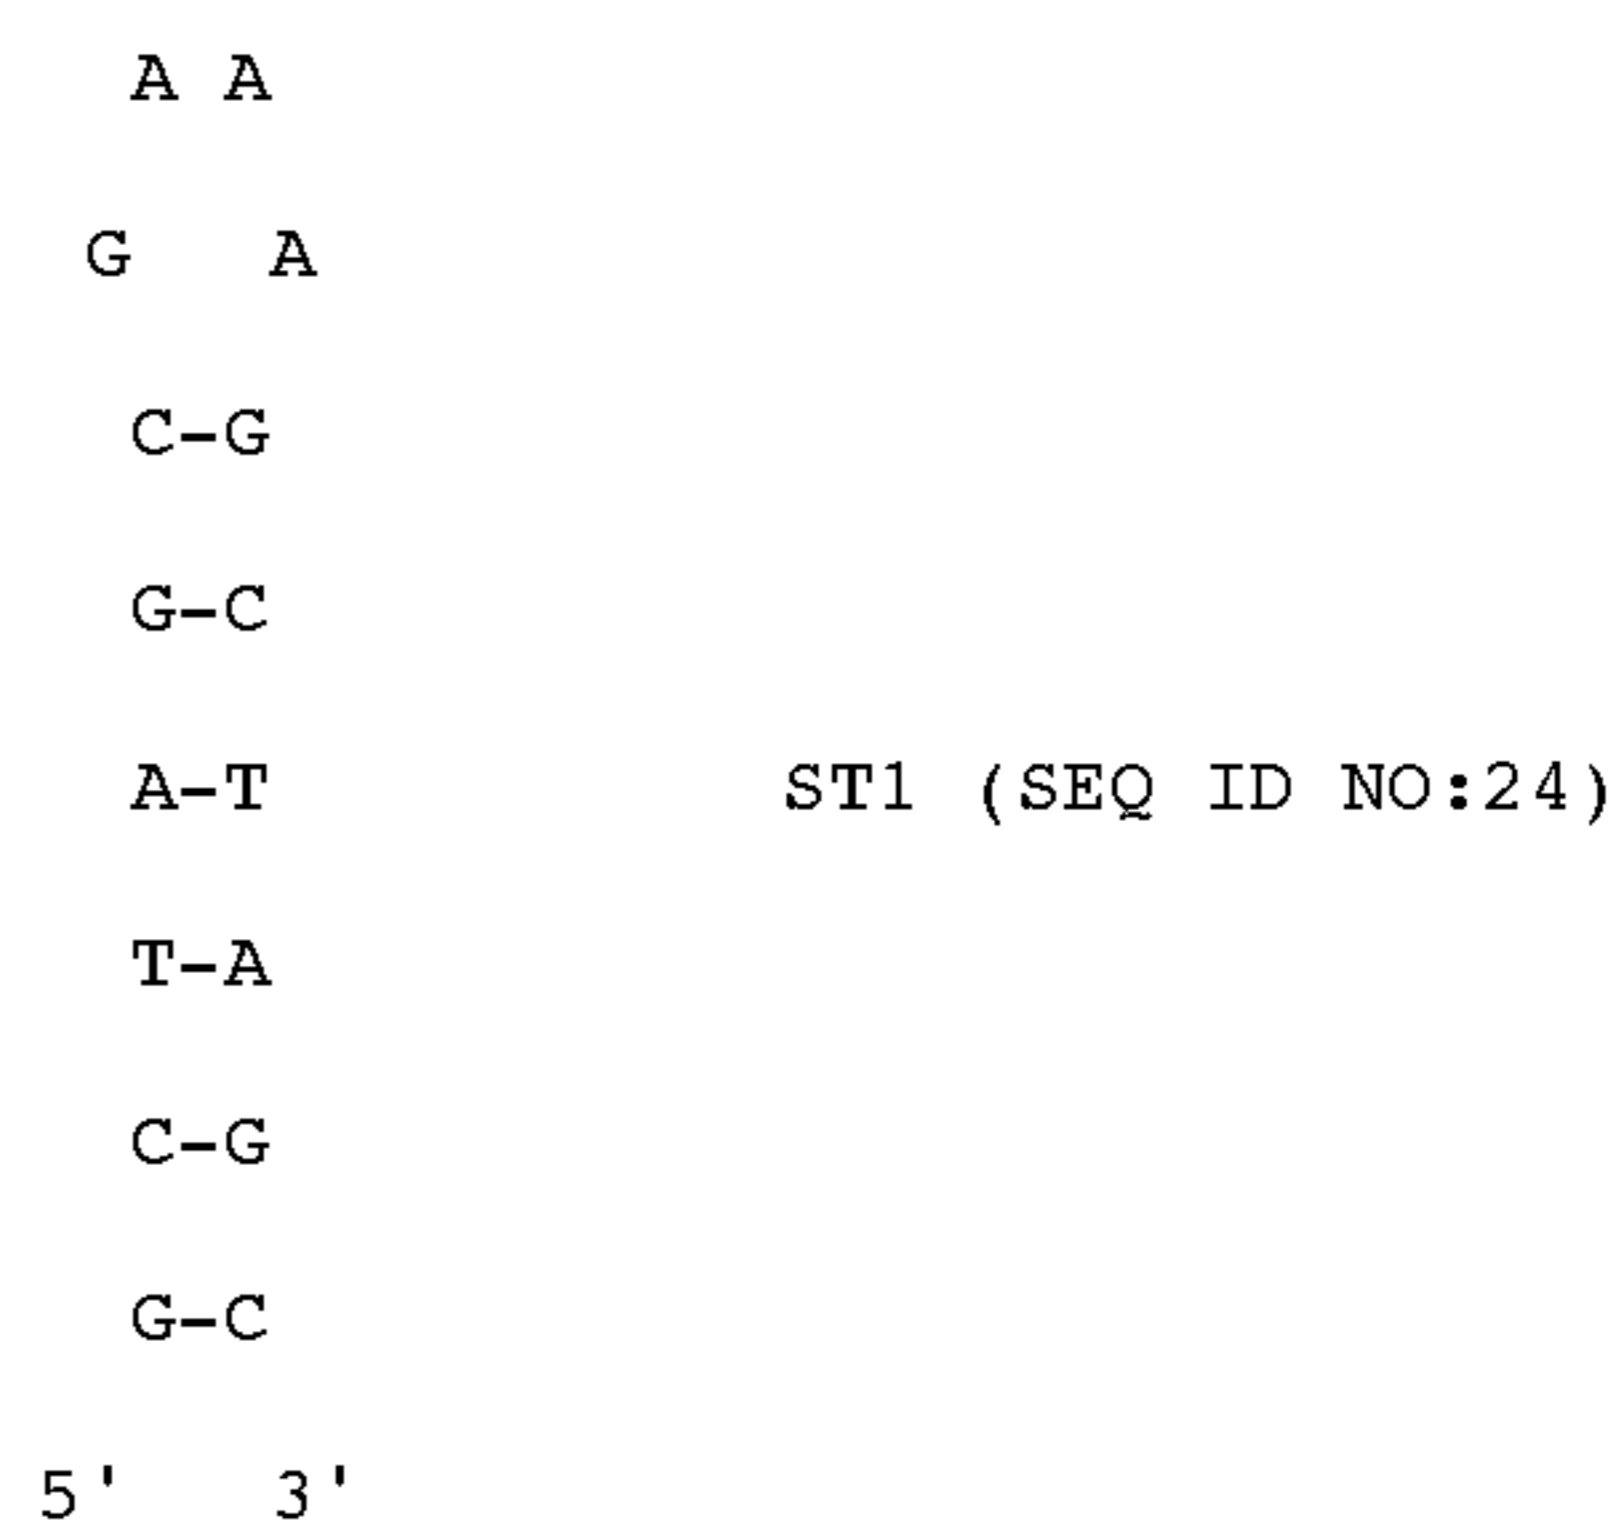 A A
G A
C-G
G-C
A-T ST1 (SEQ ID NO:24)
T-A
C-G
G-C
5' 3'